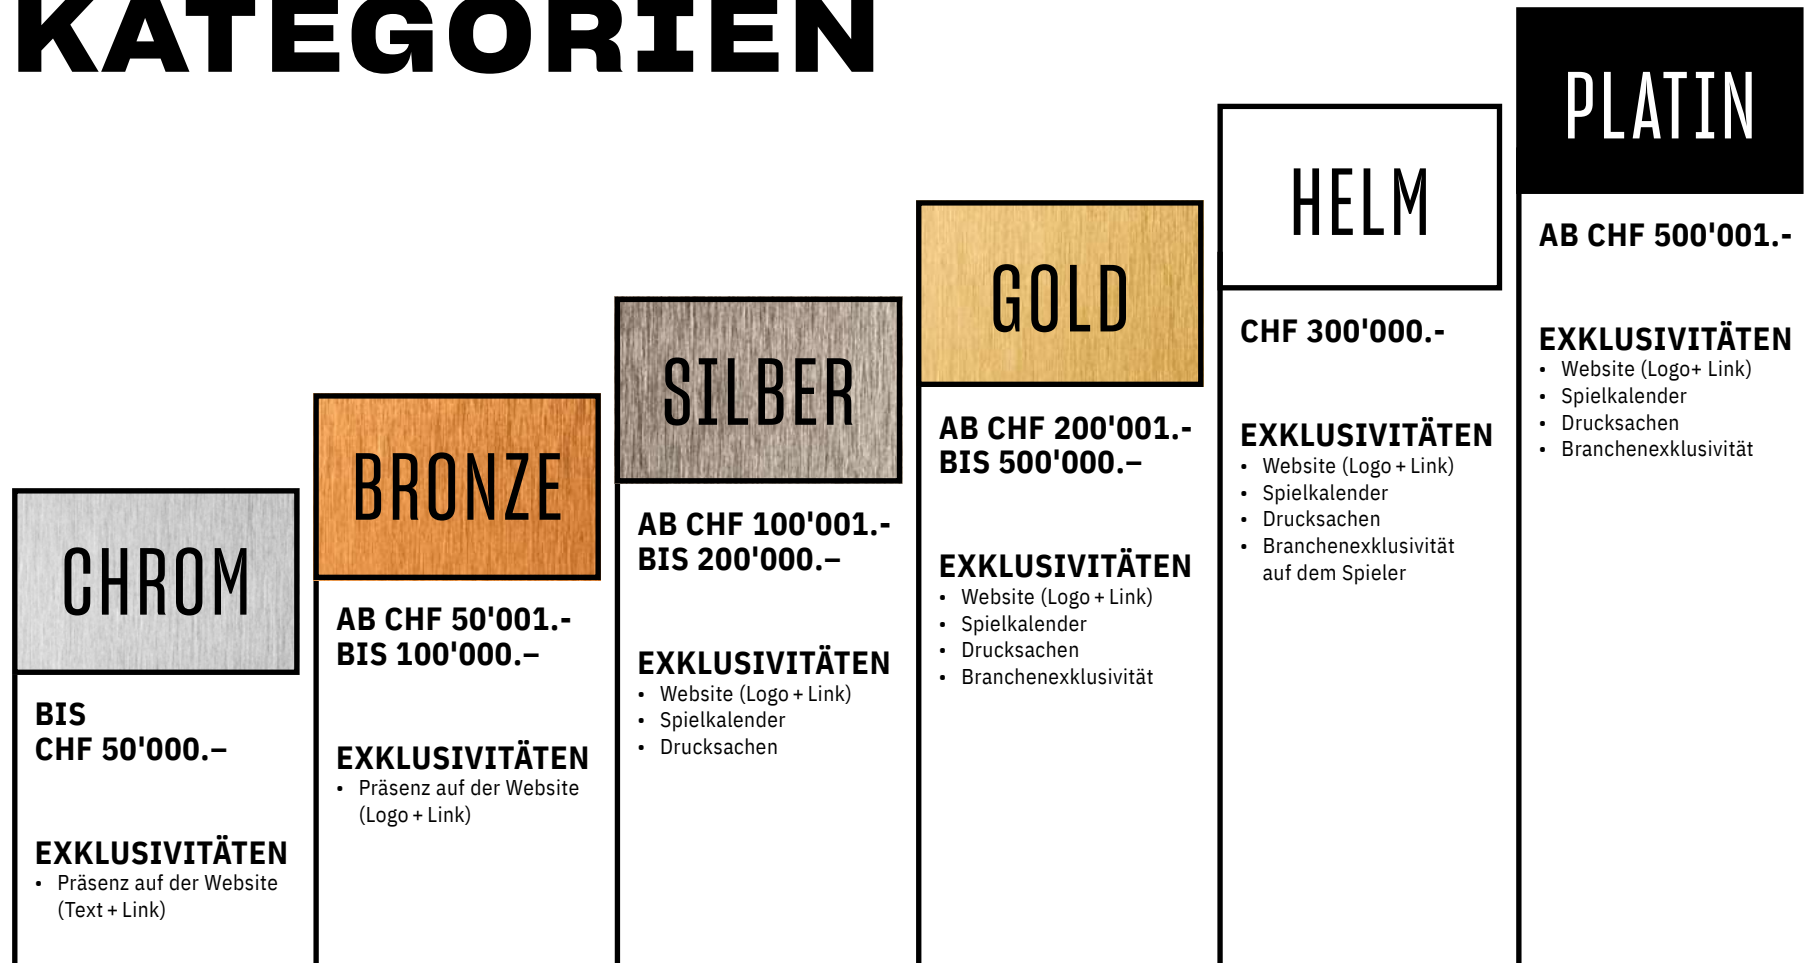 KATEGORIEN
CHROM
BIS
CHF 50'000.–
EXKLUSIVITÄTEN
• Präsenz auf der Website
(Text + Link)
BRONZE
AB CHF 50'001.-
BIS 100'000.–
EXKLUSIVITÄTEN
• Präsenz auf der Website
(Logo + Link)
SILBER
AB CHF 100'001.-
BIS 200'000.–
EXKLUSIVITÄTEN
• Website (Logo + Link)
• Spielkalender
• Drucksachen
GOLD
AB CHF 200'001.-
BIS 500'000.–
EXKLUSIVITÄTEN
• Website (Logo + Link)
• Spielkalender
• Drucksachen
• Branchenexklusivität
HELM
CHF 300'000.-
EXKLUSIVITÄTEN
• Website (Logo + Link)
• Spielkalender
• Drucksachen
• Branchenexklusivität
auf dem Spieler
PLATIN
AB CHF 500'001.-
EXKLUSIVITÄTEN
• Website (Logo+ Link)
• Spielkalender
• Drucksachen
• Branchenexklusivität